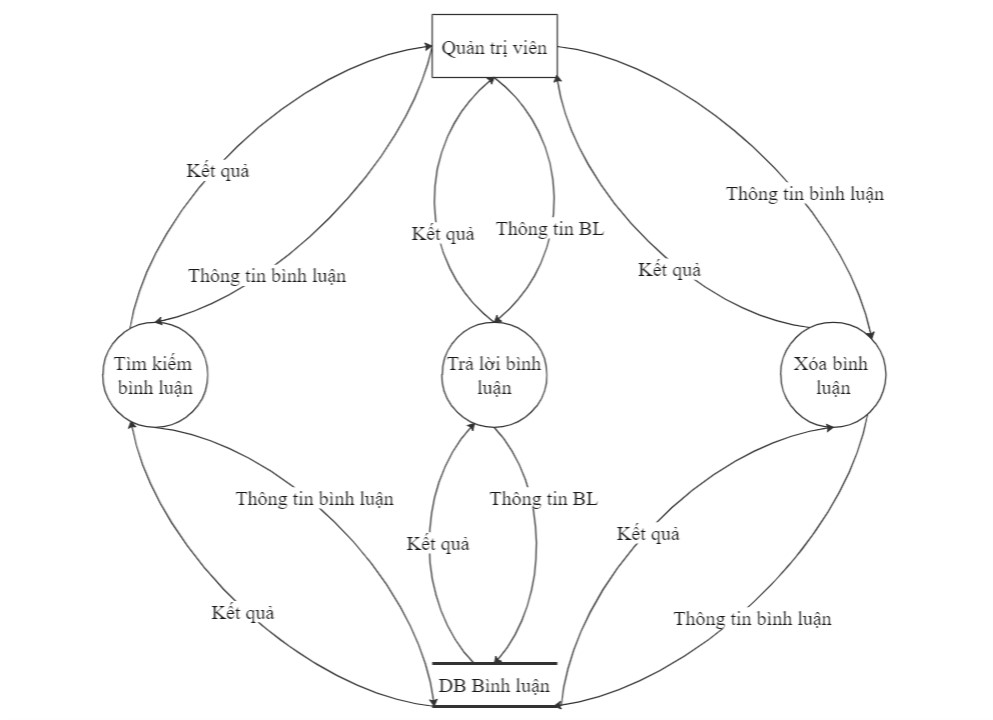 Quản trị viên
Kết quả
Thông tin bình luận
Kết quả
Thông tin BL
Thông tin bình luận
Kết quả
Tìm kiếm
bình luận
Trả lời bình
luận
Xóa bình
luận
Thông tin bình luận
Thông tin BL
Kết quả
Kết quả
Kết quả
Thông tin bình luận
DB Bình luận